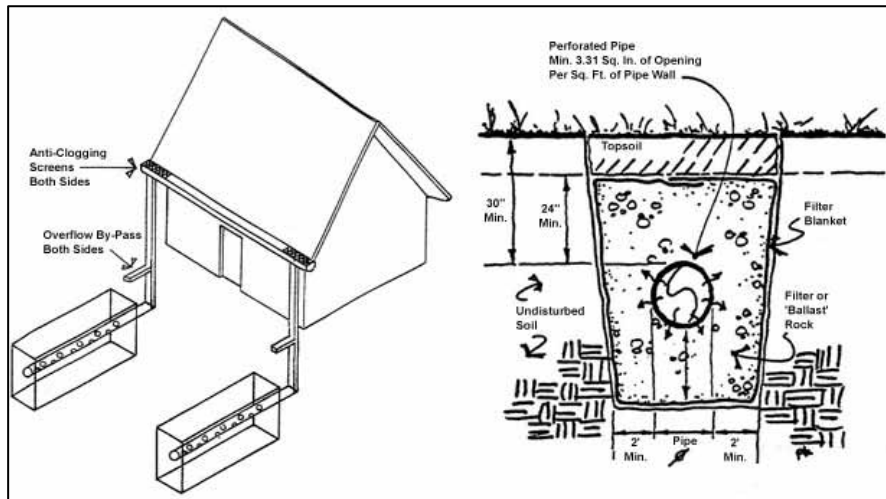 Anti-Clogging
Screens
Both Sides
Overflow By-Pass
Both Sides
Perforated Pipe
Min. 3.31 Sq. In. of Opening
Per Sq. Ft. of Pipe Wall
Topsoil
30"
Min.
24"
Min.
Filter
Blanket
Undisturbed
Soil
Filter or
'Ballast'
Rock
2'
Min.
Pipe
2'
Min.